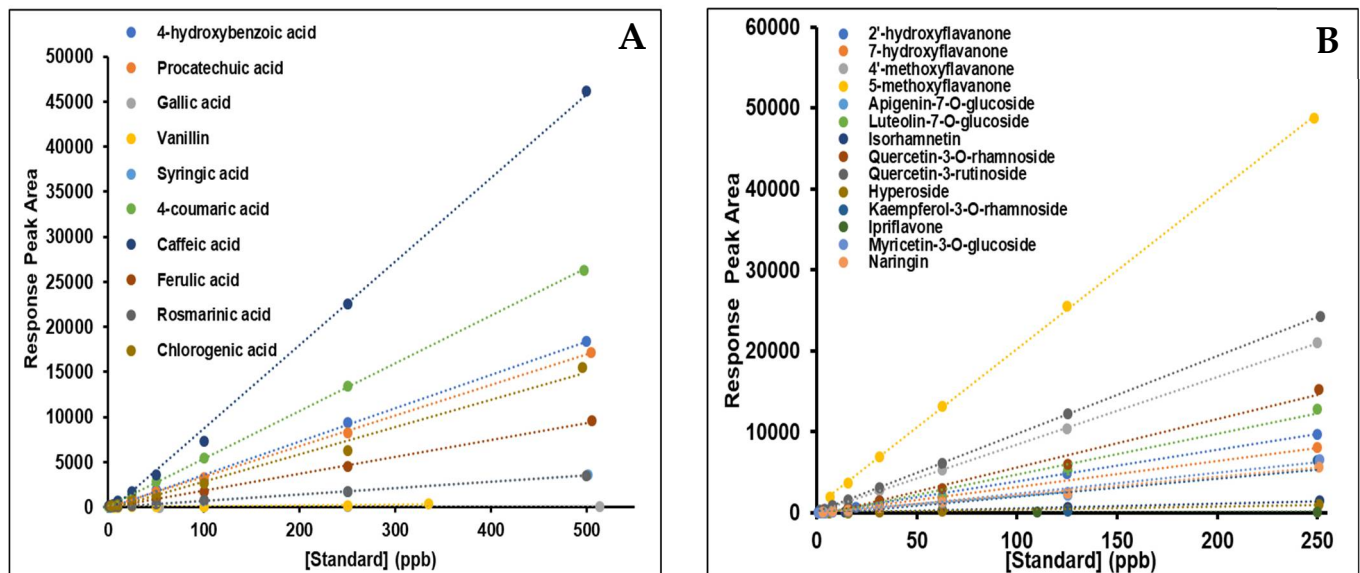 A
4-hydroxybenzoic acid
Procatechuic acid
Gallic acid
Vanillin
Syringic acid
4-coumaric acid
Caffeic acid
Ferulic acid
Rosmarinic acid
Chlorogenic acid
Response Peak Area
50000
45000
40000
35000
30000
25000
20000
15000
10000
5000
0
0
100
200
300
400
500
[Standard] (ppb)
B
2'-hydroxyflavanone
7-hydroxyflavanone
4'-methoxyflavanone
5-methoxyflavanone
Apigenin-7-O-glucoside
Luteolin-7-O-glucoside
Isorhamnetin
Quercetin-3-O-rhamnoside
Quercetin-3-rutinoside
Hyperoside
Kaempferol-3-O-rhamnoside
Ipriflavone
Myricetin-3-O-glucoside
Naringin
Response Peak Area
60000
50000
40000
30000
20000
10000
0
0
50
100
150
200
250
[Standard] (ppb)